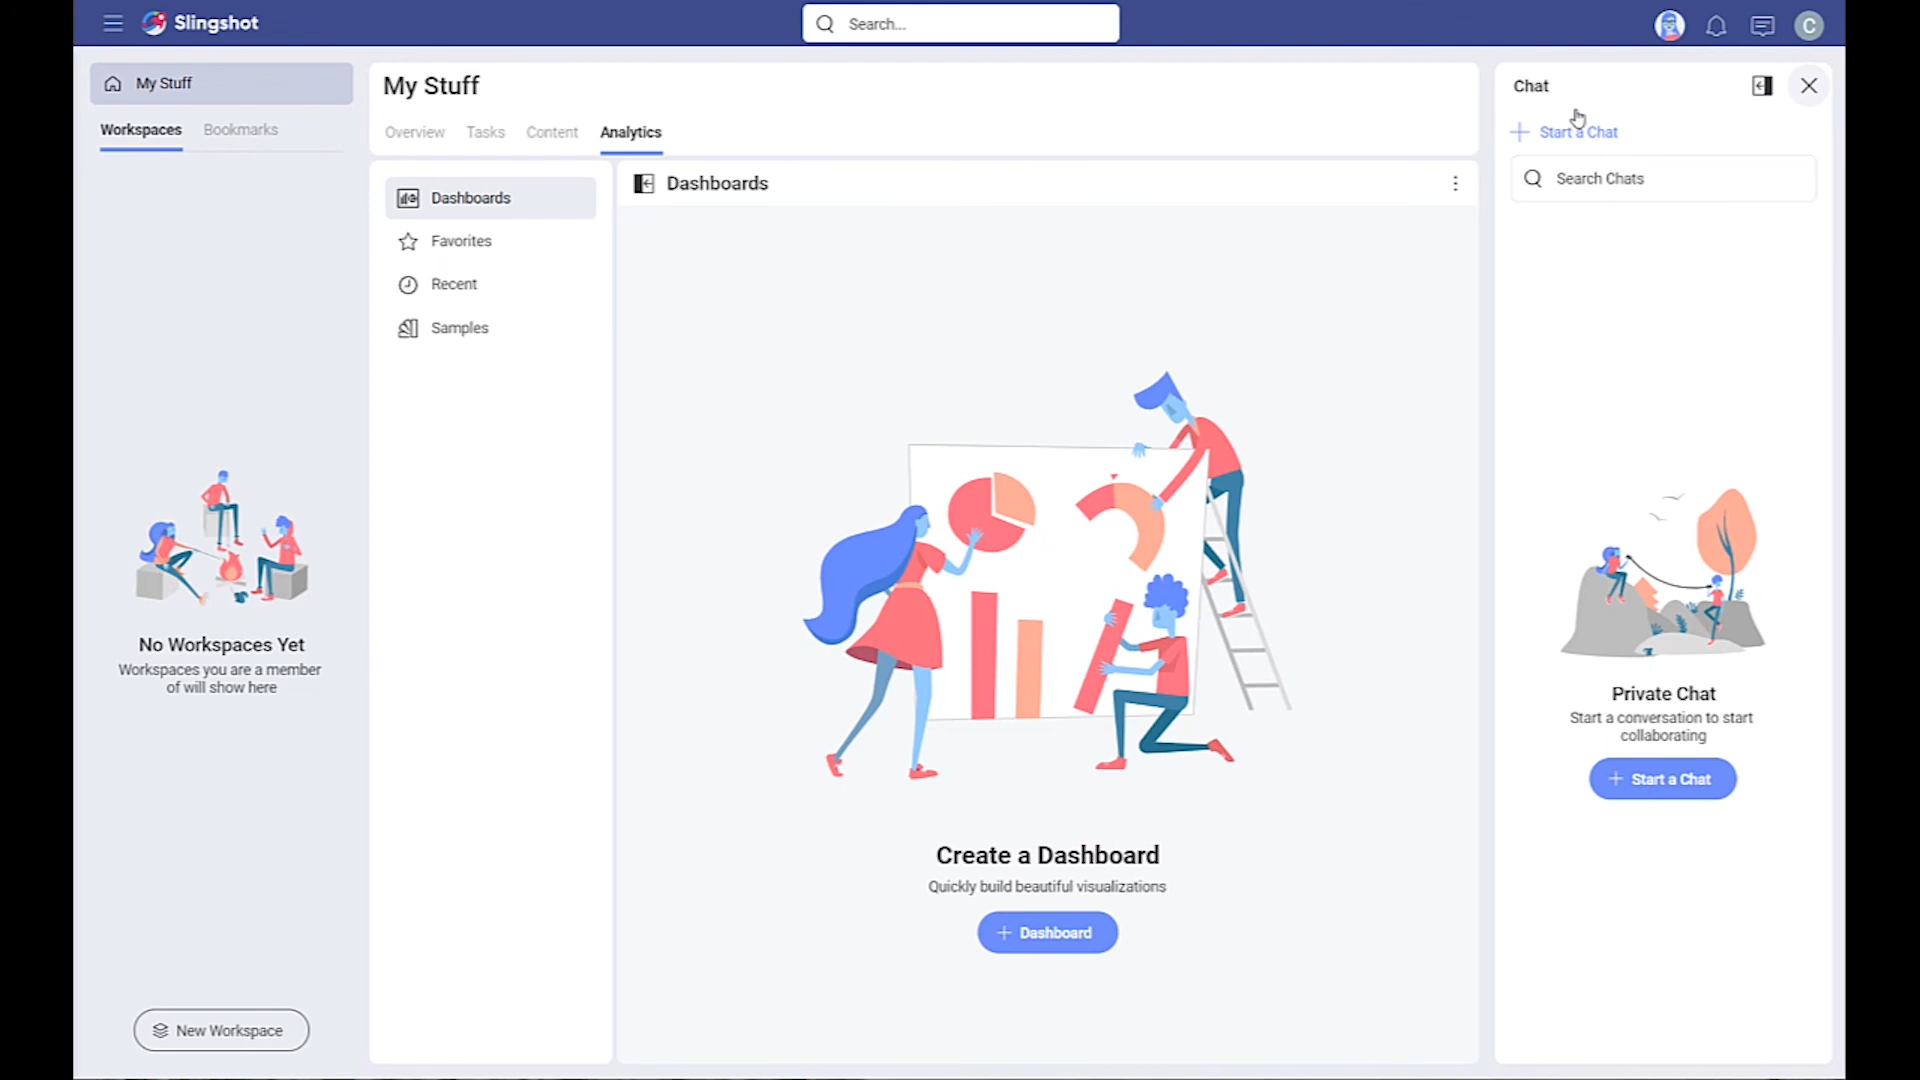 Slingshot
Search...
C
My Stuff
Workspaces
Bookmarks
No Workspaces Yet
Workspaces you are a member
of will show here
New Workspace
My Stuff
Overview
Tasks
Content
Analytics
Dashboards
Favorites
Recent
Samples
Dashboards
Create a Dashboard
Quickly build beautiful visualizations
+ Dashboard
Chat
+ Start a Chat
Search Chats
Private Chat
Start a conversation to start
collaborating
+ Start a Chat